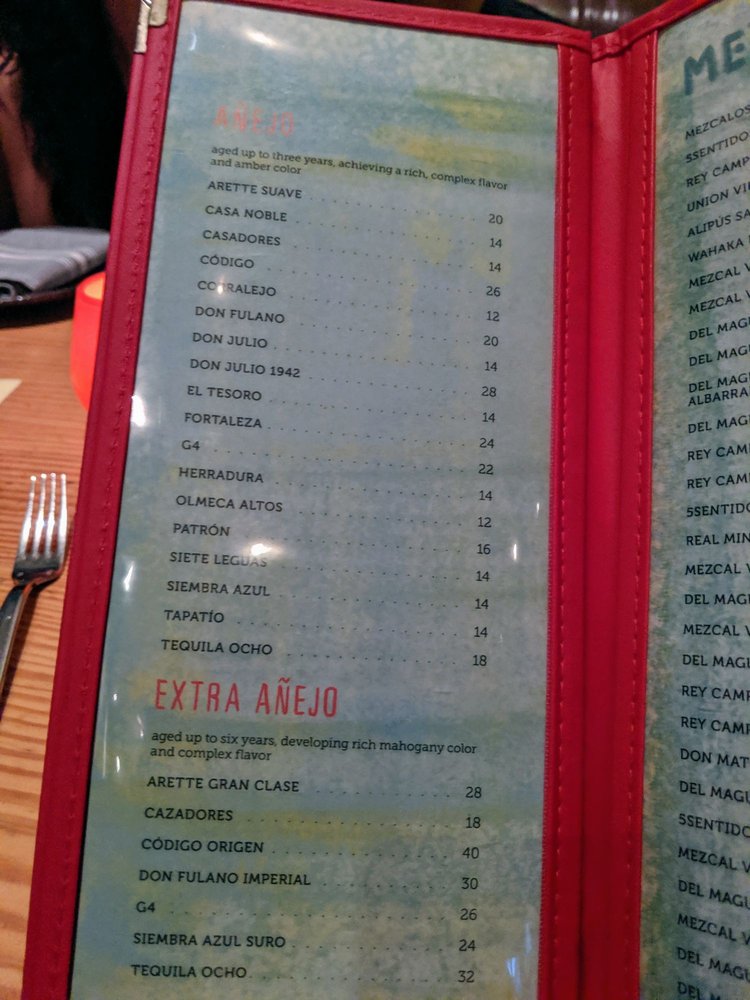 AÑEJO
aged up to three years, achieving a rich, complex flavor
and amber color
ARETTE SUAVE 20
CASA NOBLE 14
CASADORES 14
CÓDIGO 26
CORRALEJO 12
DON FULANO 20
DON JULIO 14
DON JULIO 1942 28
EL TESORO 14
FORTALEZA 24
G4 22
HERRADURA 14
OLMECA ALTOS 12
PATRÓN 16
SIETE LEGUAS 14
SIEMBRA AZUL 14
TAPATÍO 14
TEQUILA OCHO 18
EXTRA AÑEJO
aged up to six years, developing rich mahogany color
and complex flavor
ARETTE GRAN CLASE 28
CAZADORES 18
CÓDIGO ORIGEN 40
DON FULANO IMPERIAL 30
G4 26
SIEMBRA AZUL SURO 24
TEQUILA OCHO 32
ME
MEZCALOS
5SENTIDO
REY CAMP
UNION VI
ALIPÚS SA
WAHAKA
MEZCAL V
MEZCAL V
DEL MAG
DEL MAG
DEL MAG
ALBARRA
DEL MAG
REY CAM
REY CAM
5SENTIDO
REAL MIN
MEZCAL V
DEL MAGU
MEZCAL V
DEL MAGU
REY CAMP
REY CAMP
DON MAT
DEL MAGU
5SENTIDO
MEZCAL V
DEL MAGU
MEZCAL V
DEL MAGU
DEL MA